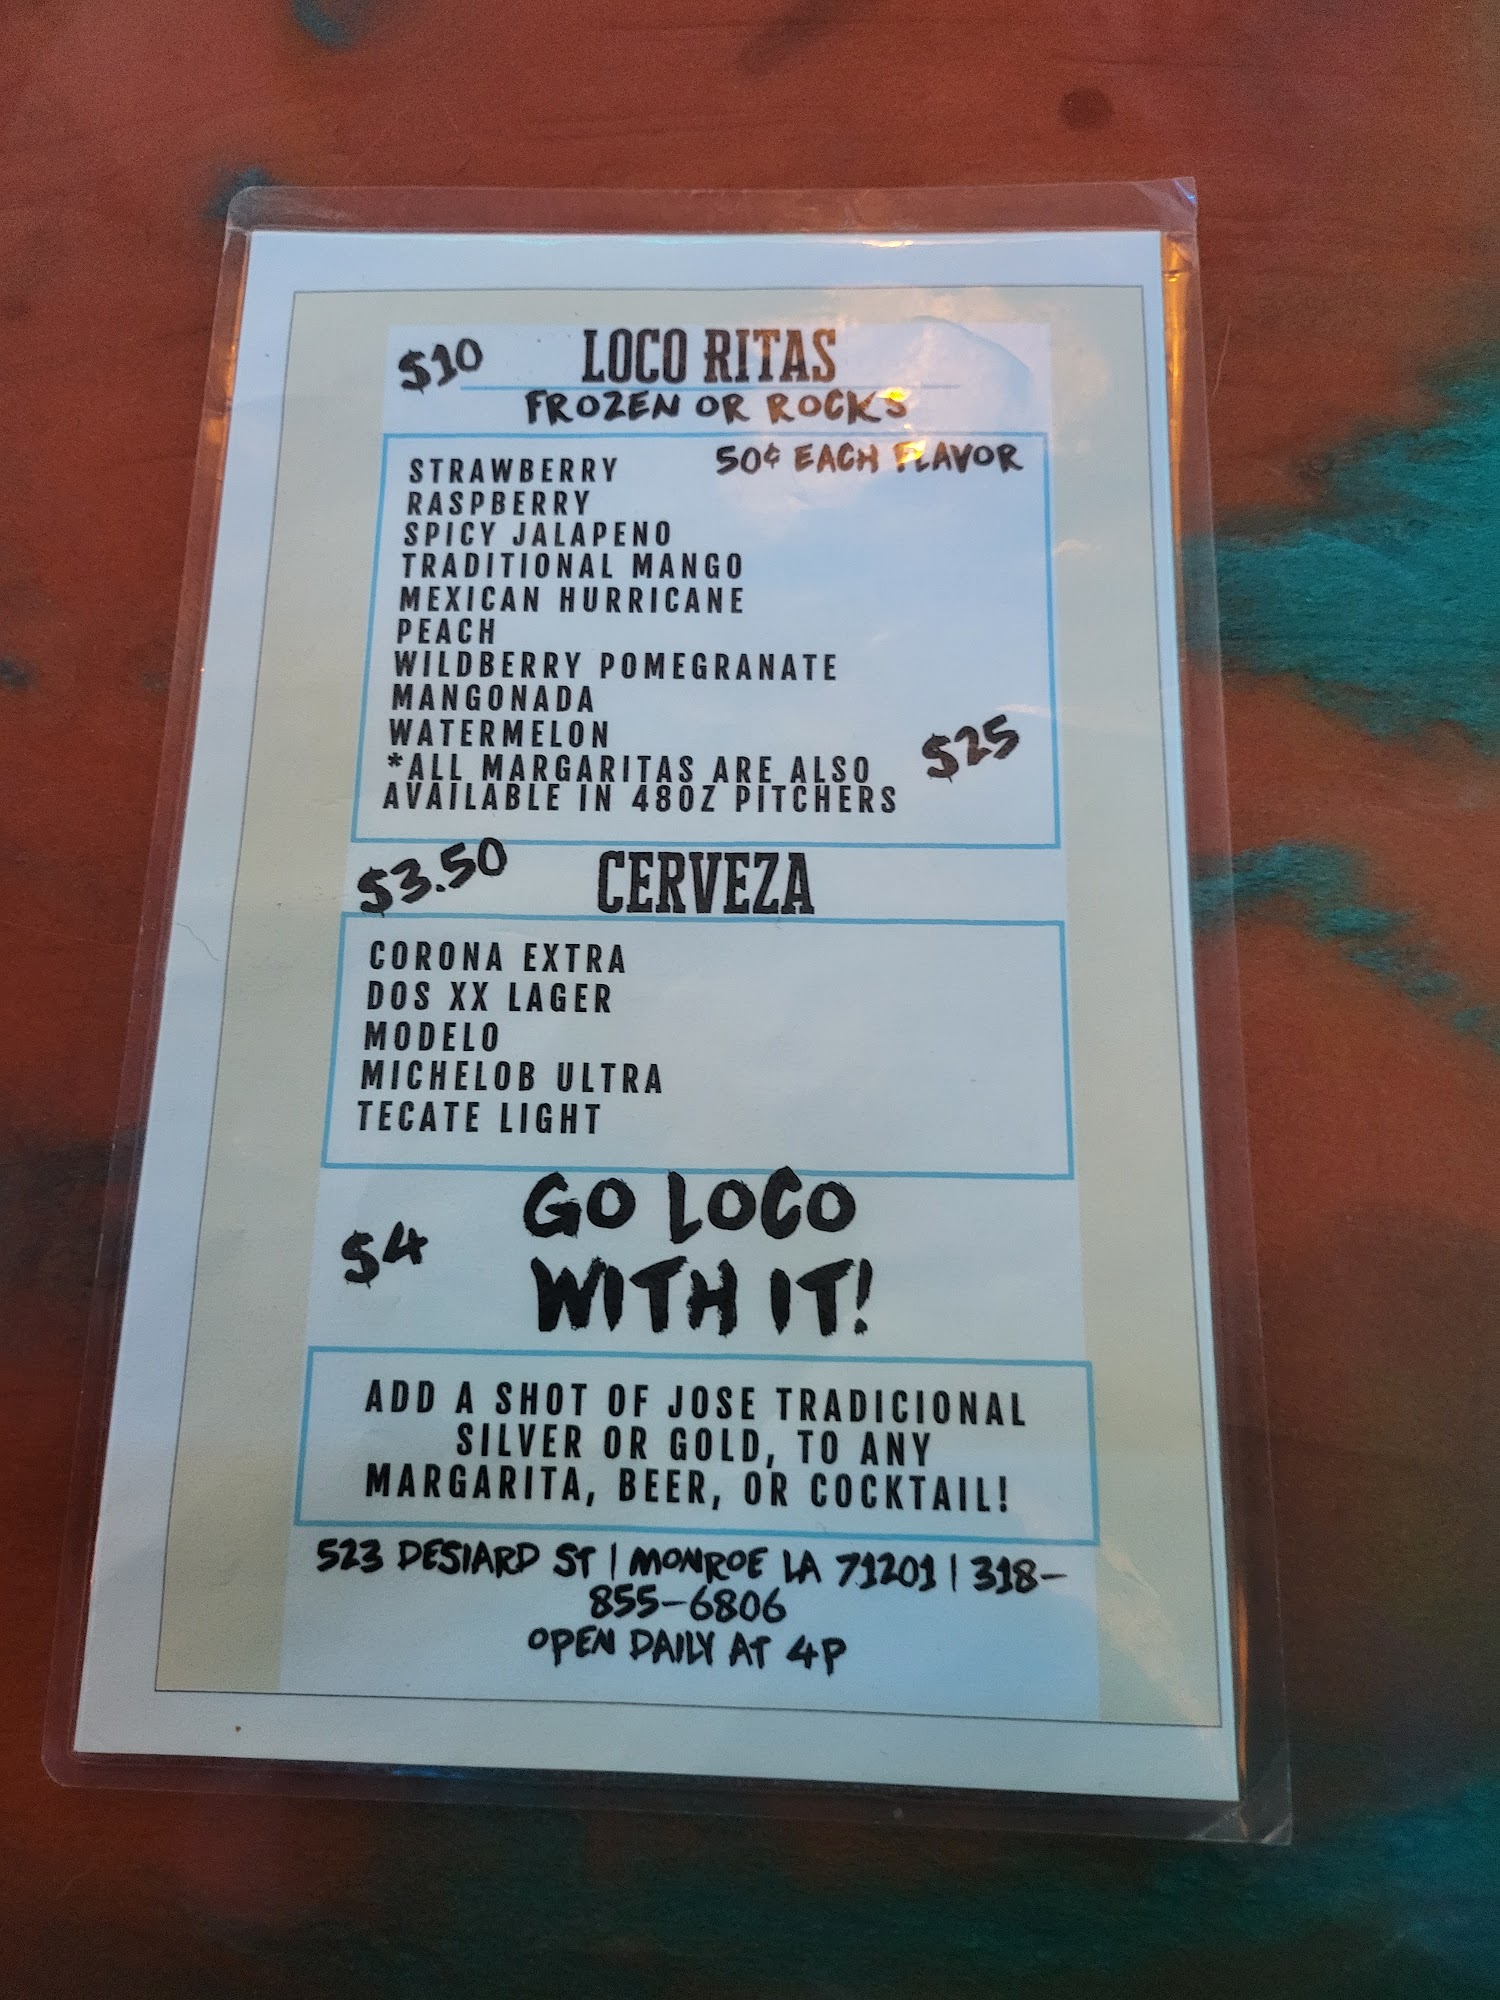 $10 LOCO RITAS
FROZEN OR ROCKS
50¢ EACH FLAVOR
STRAWBERRY
RASPBERRY
SPICY JALAPENO
TRADITIONAL MANGO
MEXICAN HURRICANE
PEACH
WILDBERRY POMEGRANATE
MANGONADA
WATERMELON
$25
*ALL MARGARITAS ARE ALSO
AVAILABLE IN 48OZ PITCHERS
$3.50 CERVEZA
CORONA EXTRA
DOS XX LAGER
MODELO
MICHELOB ULTRA
TECATE LIGHT
GO LOCO
$4 WITH IT!
ADD A SHOT OF JOSE TRADICIONAL
SILVER OR GOLD, TO ANY
MARGARITA, BEER, OR COCKTAIL!
523 DESIARD ST | MONROE LA 71201 | 318-
855-6806
OPEN DAILY AT 4P